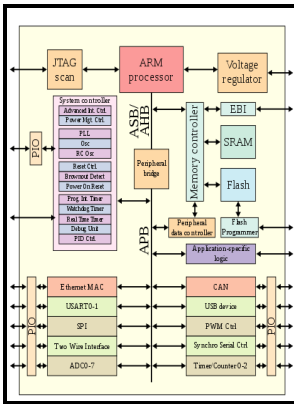 JTAG
scan
ARM
processor
Voltage
regulator
System controller
Advanced Int. Ctrl.
Power Mgt. Ctrl.
PLL
Osc
RC Osc
Reset Ctrl.
Brownout Detect
Power On Reset
Prog. Int. Timer
Watchdog Timer
Real Time Timer
Debug Unit
PID Ctrl.
PIO
ASB/
AHB
Peripheral
bridge
APB
Memory controller
EBI
SRAM
Flash
Peripheral
data controller
Flash
Programmer
Application-specific
logic
PIO
Ethernet MAC
USART0-1
SPI
Two Wire Interface
ADC0-7
CAN
USB device
PWM Ctrl
Synchro Serial Ctrl
Timer/Counter 0-2
PIO